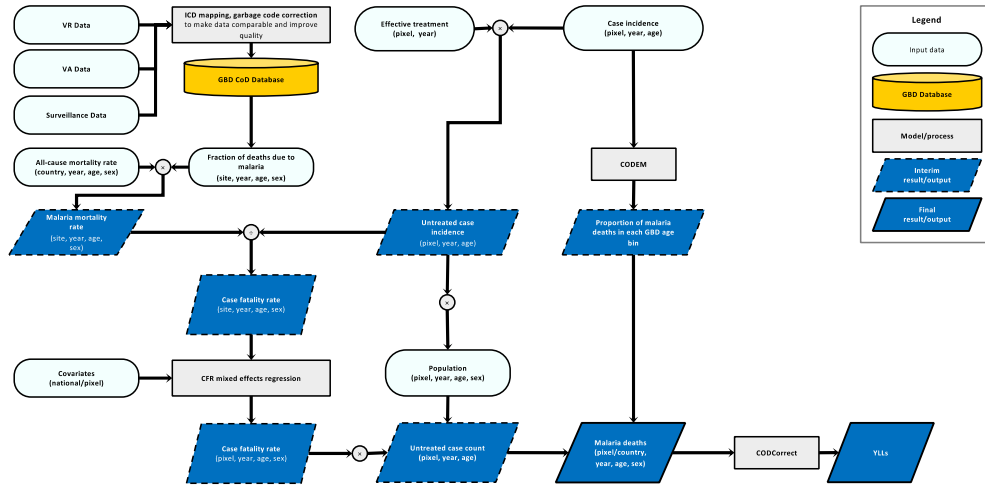 VR Data
ICD mapping, garbage code correction
to make data comparable and improve
quality
Effective treatment
(pixel, year)
×
Case incidence
(pixel, year, age)
Legend
Input data
VA Data
GBD CoD Database
GBD Database
Surveillance Data
Model/process
All-cause mortality rate
(country, year, age, sex)
×
Fraction of deaths due to
malaria
(site, year, age, sex)
CODEM
Interim
result/output
Malaria mortality
rate
(site, year, age,
sex)
÷
Untreated case
incidence
(pixel, year, age)
Proportion of malaria
deaths in each GBD age
bin
Final
result/output
Case fatality rate
(site, year, age, sex)
×
Covariates
(national/pixel)
CFR mixed effects regression
Population
(pixel, year, age, sex)
Case fatality rate
(pixel, year, age, sex)
×
Untreated case count
(pixel, year, age)
Malaria deaths
(pixel/country,
year, age, sex)
CODCorrect
YLLs